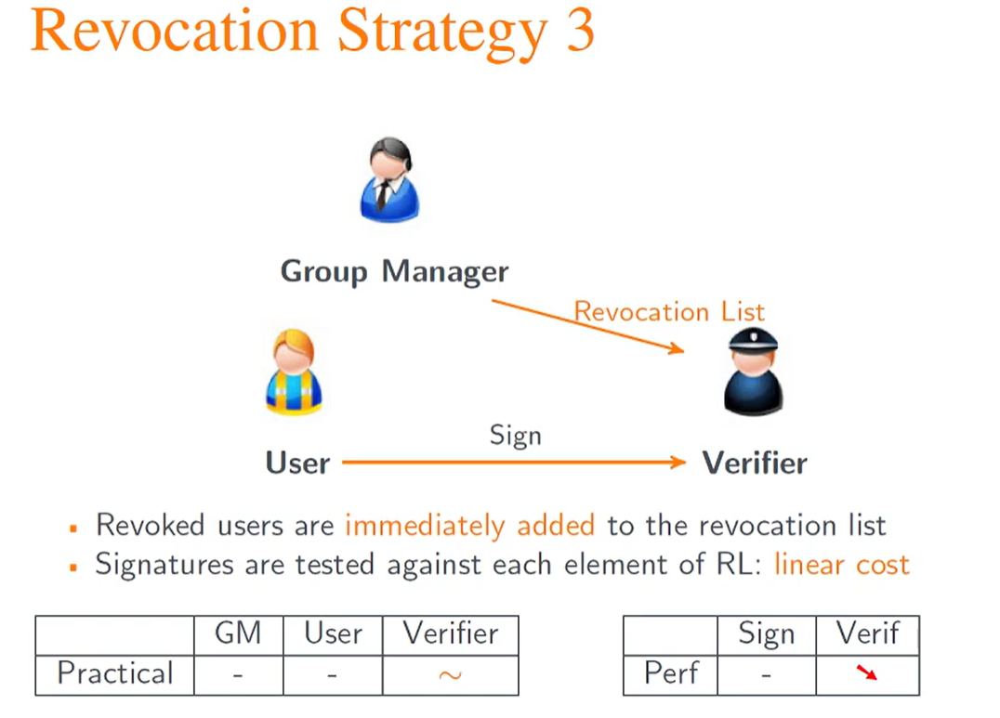 Revocation Strategy 3
Group Manager
Revocation List
Sign
User
Verifier
Revoked users are immediately added to the revocation list
Signatures are tested against each element of RL: linear cost
GM User Verifier
Practical - - ~
Sign Verif
Perf -